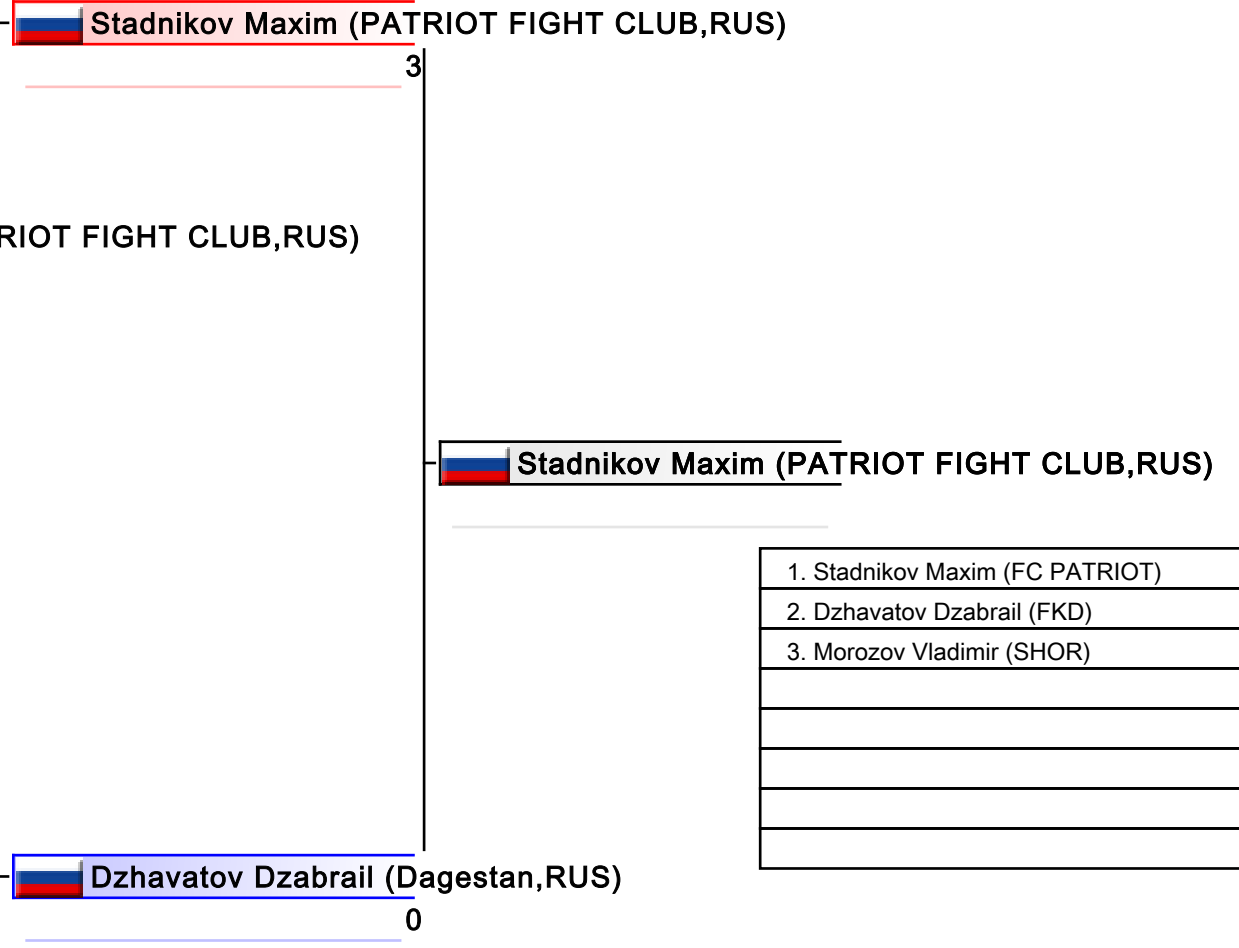 Stadnikov Maxim (PATRIOT FIGHT CLUB,RUS)
3
RIOT FIGHT CLUB,RUS)
Stadnikov Maxim (PATRIOT FIGHT CLUB,RUS)
1. Stadnikov Maxim (FC PATRIOT)
2. Dzhavatov Dzabrail (FKD)
3. Morozov Vladimir (SHOR)
Dzhavatov Dzabrail (Dagestan,RUS)
0